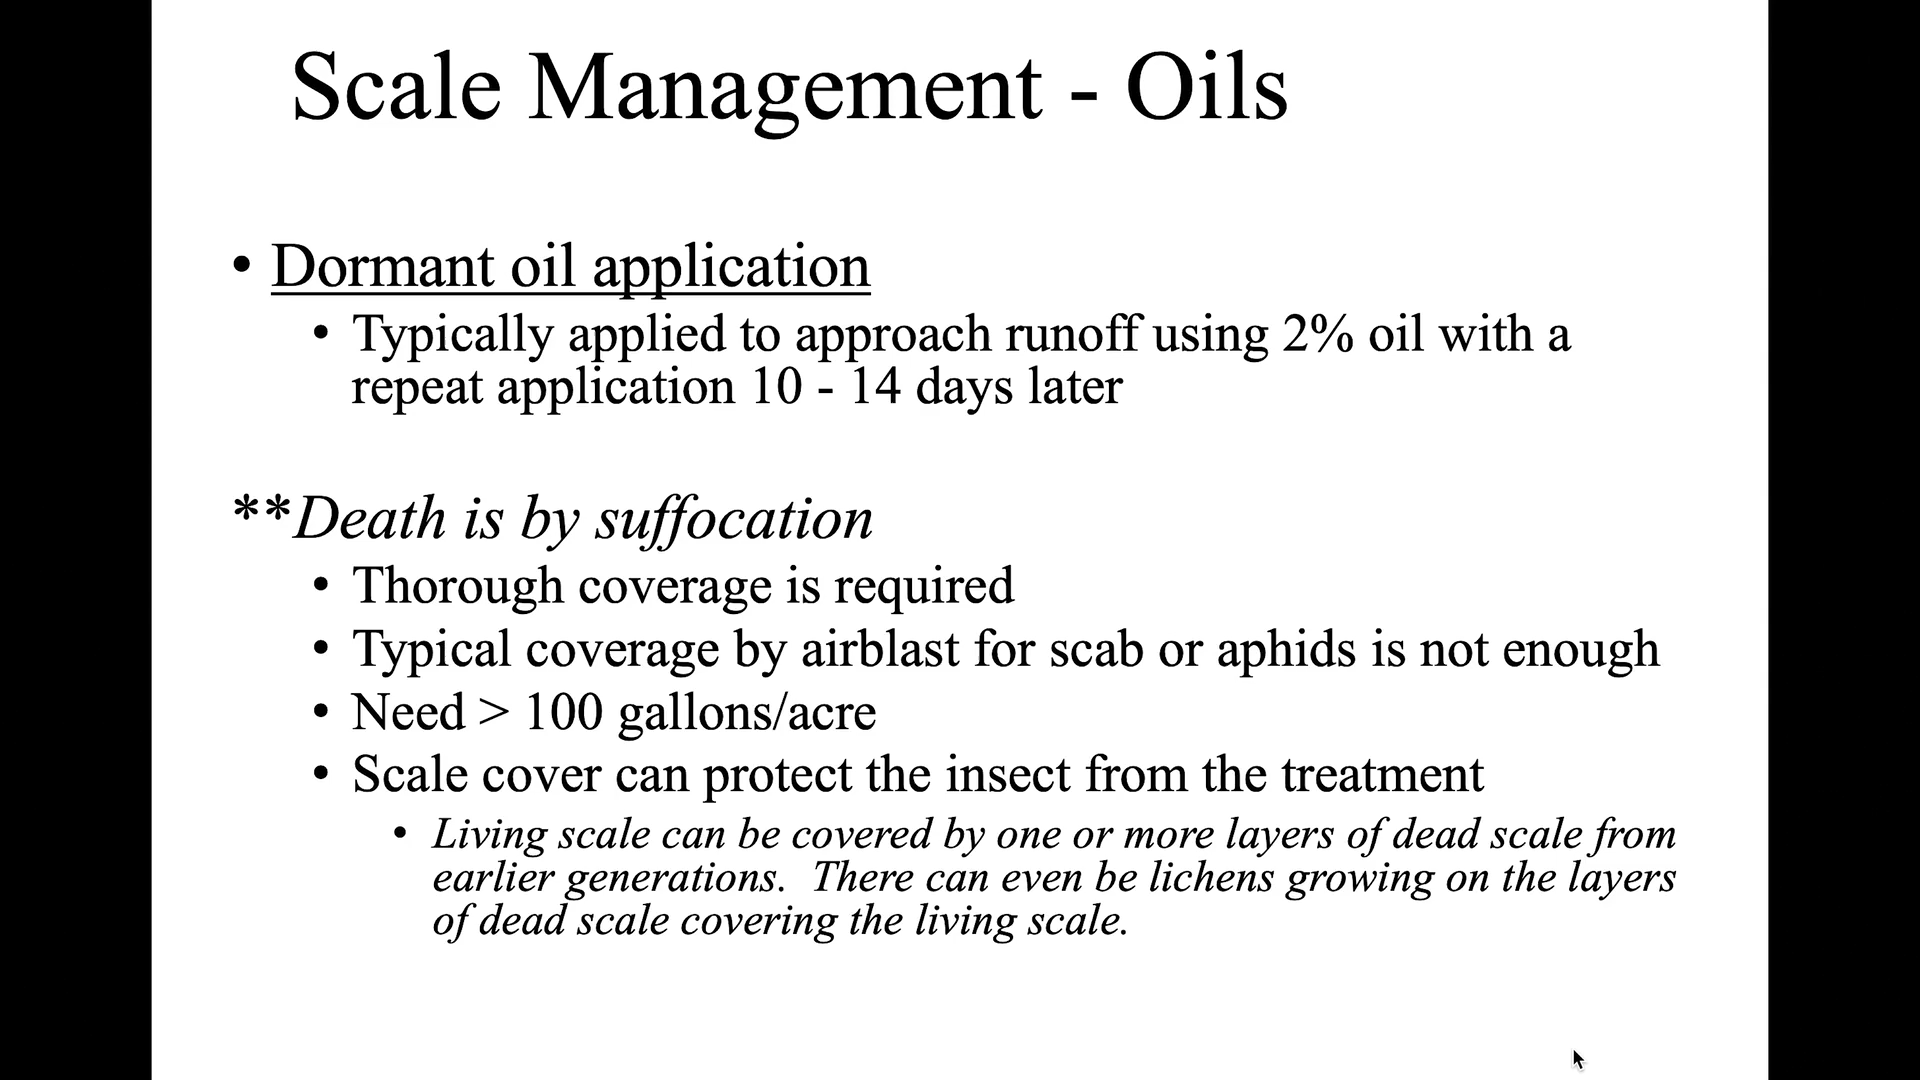 Scale Management - Oils
• Dormant oil application
• Typically applied to approach runoff using 2% oil with a
repeat application 10 - 14 days later
**Death is by suffocation
• Thorough coverage is required
• Typical coverage by airblast for scab or aphids is not enough
• Need > 100 gallons/acre
• Scale cover can protect the insect from the treatment
• Living scale can be covered by one or more layers of dead scale from
earlier generations.  There can even be lichens growing on the layers
of dead scale covering the living scale.